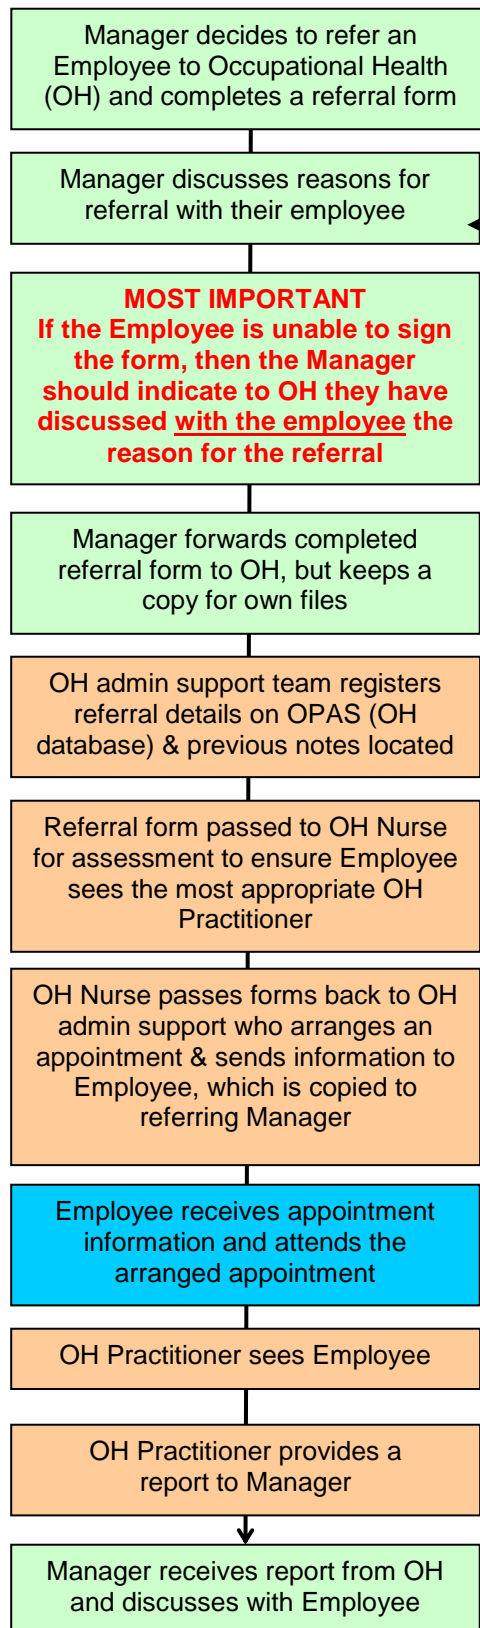 Manager decides to refer an
Employee to Occupational Health
(OH) and completes a referral form
Manager discusses reasons for
referral with their employee
MOST IMPORTANT
If the Employee is unable to sign
the form, then the Manager
should indicate to OH they have
discussed with the employee the
reason for the referral
Manager forwards completed
referral form to OH, but keeps a
copy for own files
OH admin support team registers
referral details on OPAS (OH
database) & previous notes located
Referral form passed to OH Nurse
for assessment to ensure Employee
sees the most appropriate OH
Practitioner
OH Nurse passes forms back to OH
admin support who arranges an
appointment & sends information to
Employee, which is copied to
referring Manager
Employee receives appointment
information and attends the
arranged appointment
OH Practitioner sees Employee
OH Practitioner provides a
report to Manager
Manager receives report from OH
and discusses with Employee